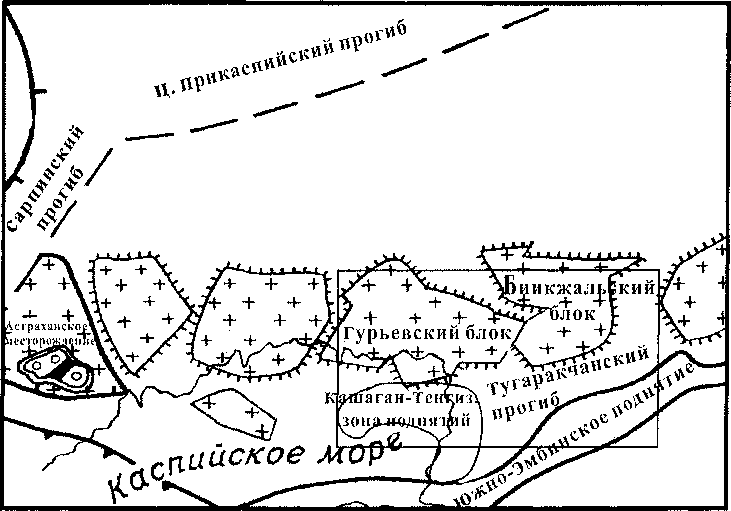 Ц. Прикаспийский прогиб
Сарпинский
прогиб
Биикжальский
блок
Астраханское
месторождение
Гурьевский блок
Тугаракчанский
прогиб
Кашаган-Тенгиз.
зона поднятий
Каспийское море
Южно-Эмбинское поднятие